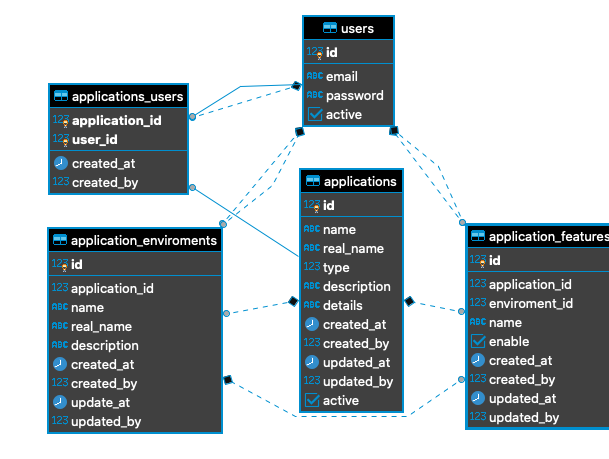 users
123 id
ABC email
ABC password
active
applications_users
123 application_id
123 user_id
created_at
123 created_by
applications
123 id
ABC name
ABC real_name
123 type
ABC description
ABC details
created_at
123 created_by
updated_at
123 updated_by
active
application_enviroments
123 id
123 application_id
ABC name
ABC real_name
ABC description
created_at
123 created_by
update_at
123 updated_by
application_features
123 id
123 application_id
123 enviroment_id
ABC name
enable
created_at
123 created_by
updated_at
123 updated_by